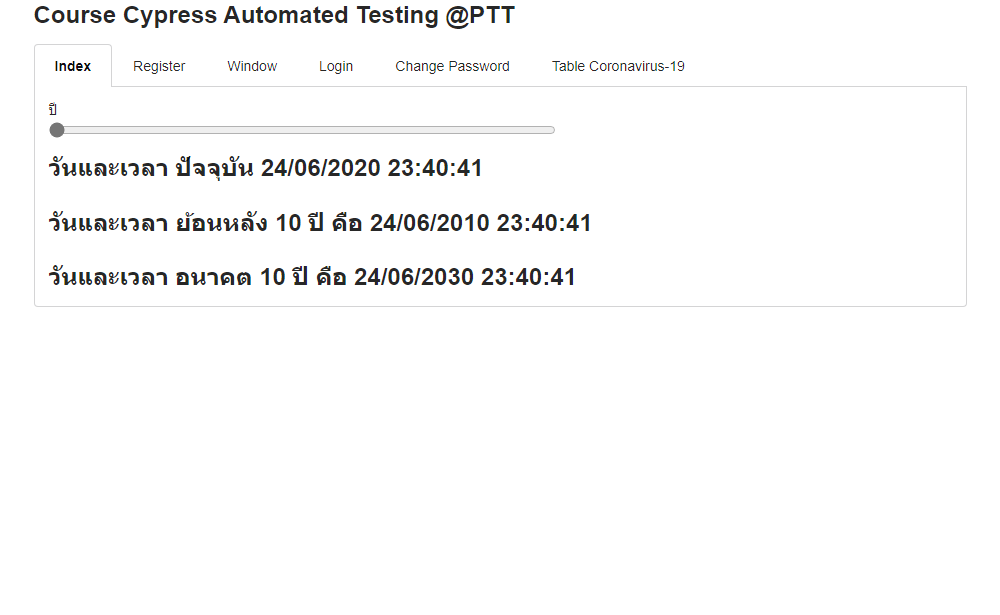 Course Cypress Automated Testing @PTT
Index Register Window Login Change Password Table Coronavirus-19
ปี
วันและเวลา ปัจจุบัน 24/06/2020 23:40:41
วันและเวลา ย้อนหลัง 10 ปี คือ 24/06/2010 23:40:41
วันและเวลา อนาคต 10 ปี คือ 24/06/2030 23:40:41